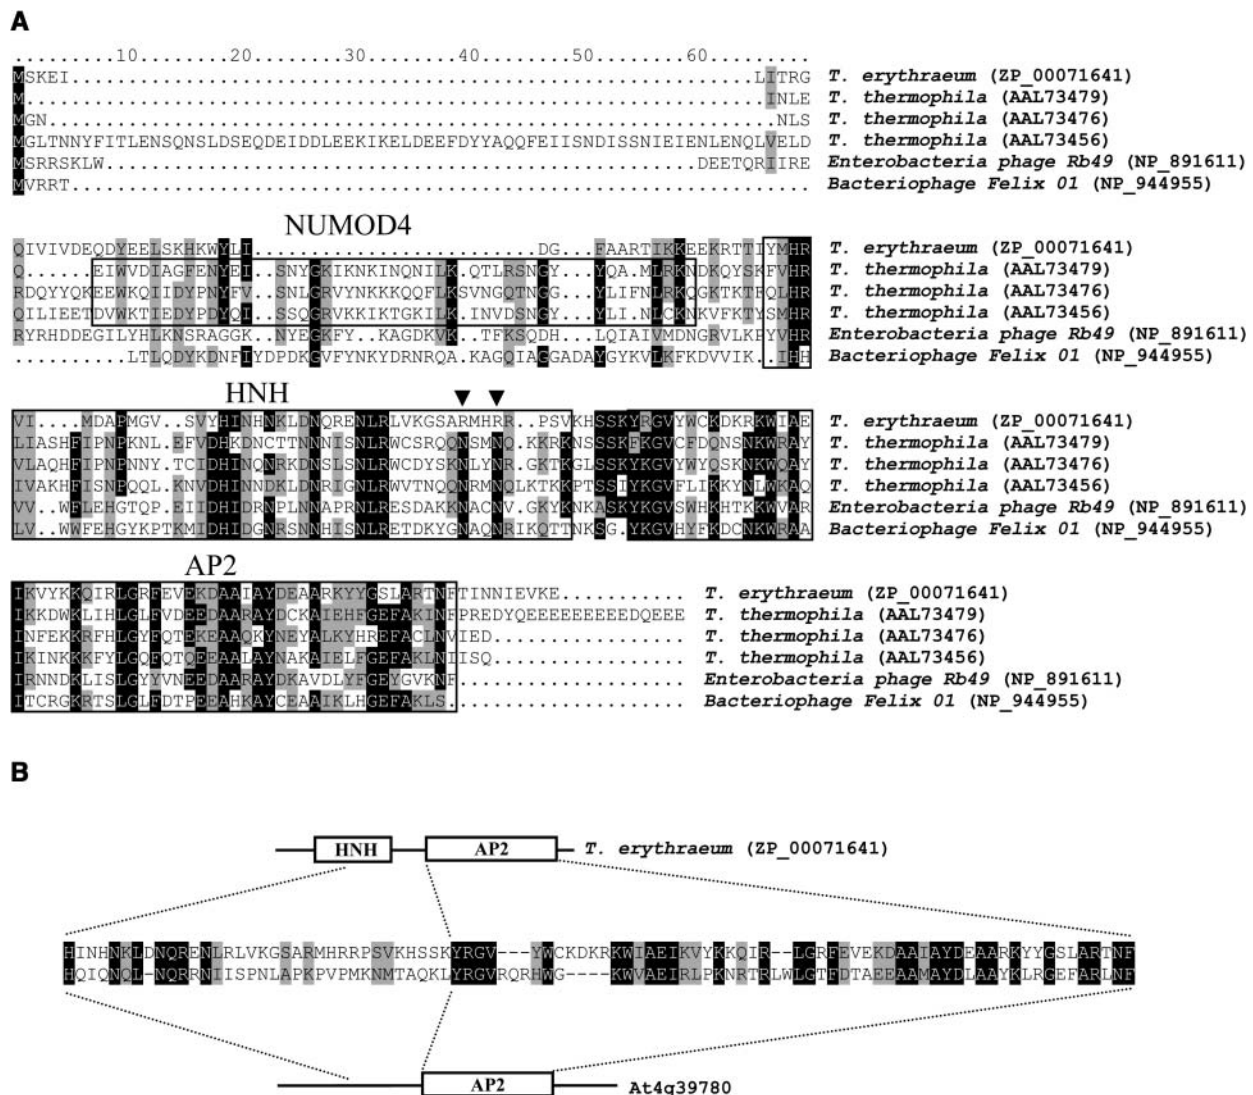 A
.........10........20........30........40........50........60.........
MSKEI............................................................LITRG T. erythraeum (ZP_00071641)
M.................................................................INLE T. thermophila (AAL73479)
MGN................................................................NLS T. thermophila (AAL73476)
MGLTNNYFITLENSQNSLDSEQDEIDDLEEKIKELDEEFDYYAQQFEIISNDISSNIEIENLENQLVELD T. thermophila (AAL73456)
MSRRSKLW....................................................DEETQRIIRE Enterobacteria phage Rb49 (NP_891611)
MVRRT................................................................. Bacteriophage Felix 01 (NP_944955)
NUMOD4
QIVIVDEQDYEELSKHKWYLI.........................DG...FAARTIKKEEKRTTIYMHR T. erythraeum (ZP_00071641)
Q......EIWVDIAGFENYEI..SNYGKIKNKINQNILK.QTLRSNGY...YQA.MLRKNDKQYSKFVHR T. thermophila (AAL73479)
RDQYYQKEEWKQIIDYPNYFV..SNLGRVYNKKKQQFLKSVNGQTNGG...YLIFNLRKQGKTKTFQLHR T. thermophila (AAL73476)
QILIEETDVWKTIEDYPDYQI..SSQGRVKKIKTGKILK.INVDSNGY...YLI.NLCKNKVFKTYSMHR T. thermophila (AAL73456)
RYRHDDEGILYHLKNSRAGGK..NYEGKFY..KAGDKVK..TFKSQDH..LQIAIVMDNGRVLKPYVHR Enterobacteria phage Rb49 (NP_891611)
..........LTLQDYKDNFIYDPDKGVFYNKYDRNRQA.KAGQIAGGADAYGYKVLKFKDVVIK..IHH Bacteriophage Felix 01 (NP_944955)
HNH
VI....MDAPMGV..SVYHINHNKLDNQRENLRLVKGSARMHRR..PSVKHSSKYRGVYWCKDKRKWIAE T. erythraeum (ZP_00071641)
LIASHFIPNPKNL.EFVDHKDNCTTNNNISNLRWCSRQQNSMNQ.KKRKNSSSKFKGVCFDQNSNKWRAY T. thermophila (AAL73479)
VLAQHFIPNPNNY.TCIDHINQNRKDNSLSNLRWCDYSKNLYNR.GKTKGLSSKYKGVYWYQSKNKWQAY T. thermophila (AAL73476)
IVAKHFISNPQQL.KNVDHINNDKLDNRIGNLRWVTNQQNRMNQLKTKKPTSSIYKGVFLIKKYNLWKAQ T. thermophila (AAL73456)
VV..WFLEHGTQP.EIDHIDRNPLNNAPRNLRESDAKKNACNV.GKYKNKASKYKGVSWHKHTKKWVAR Enterobacteria phage Rb49 (NP_891611)
LV..WWFEHGYKPTKMIDHIDGNRSNNHISNLRETDKYGNAQNRIKQTTNKSG.YKGVHYFKDCNKWRAA Bacteriophage Felix 01 (NP_944955)
AP2
IKVYKKQIRLGRFEVEKDAAIAYDEAARKYYGSLARTNFTINNIEVKE........... T. erythraeum (ZP_00071641)
IKKDWKLIHLGLFVDEEDAARAYDCKAIEHFGEFAKINFPREDYQEEEEEEEEEDQEEE T. thermophila (AAL73479)
INFEKKRFHLGYFQTEKEAAQKYNEYALKYHREFACLNVIED................. T. thermophila (AAL73476)
IKINKKKFYLGQFQTQEEAALAYNAKAIELFGEFAKLNIISQ................. T. thermophila (AAL73456)
IRNNDKLISLGYYVNEEDAARAYDKAVDLYFGEYGVKNF.................... Enterobacteria phage Rb49 (NP_891611)
ITCRGKRTSLGLFDTPEEAHKAYCEAAIKLHGEFAKLS..................... Bacteriophage Felix 01 (NP_944955)
B
HNH AP2 T. erythraeum (ZP_00071641)
HINHNKLDNQRENLRLVKGSARMHRRPSVKHSSKYRGV---YWCKDKRKWIAEIKVYKKQIR--LGRFEVEKDAAIAYDEAARKYYGSLARTNF
HQIQNQL-NQRRNIISPNLAPKPVPMKNMTAQKLYRGVRQRHWG----KWVAEIRLPKNRTRLWLGTFDTAEEAAMAYDLAAYKLRGEFARLNF
AP2 At4g39780